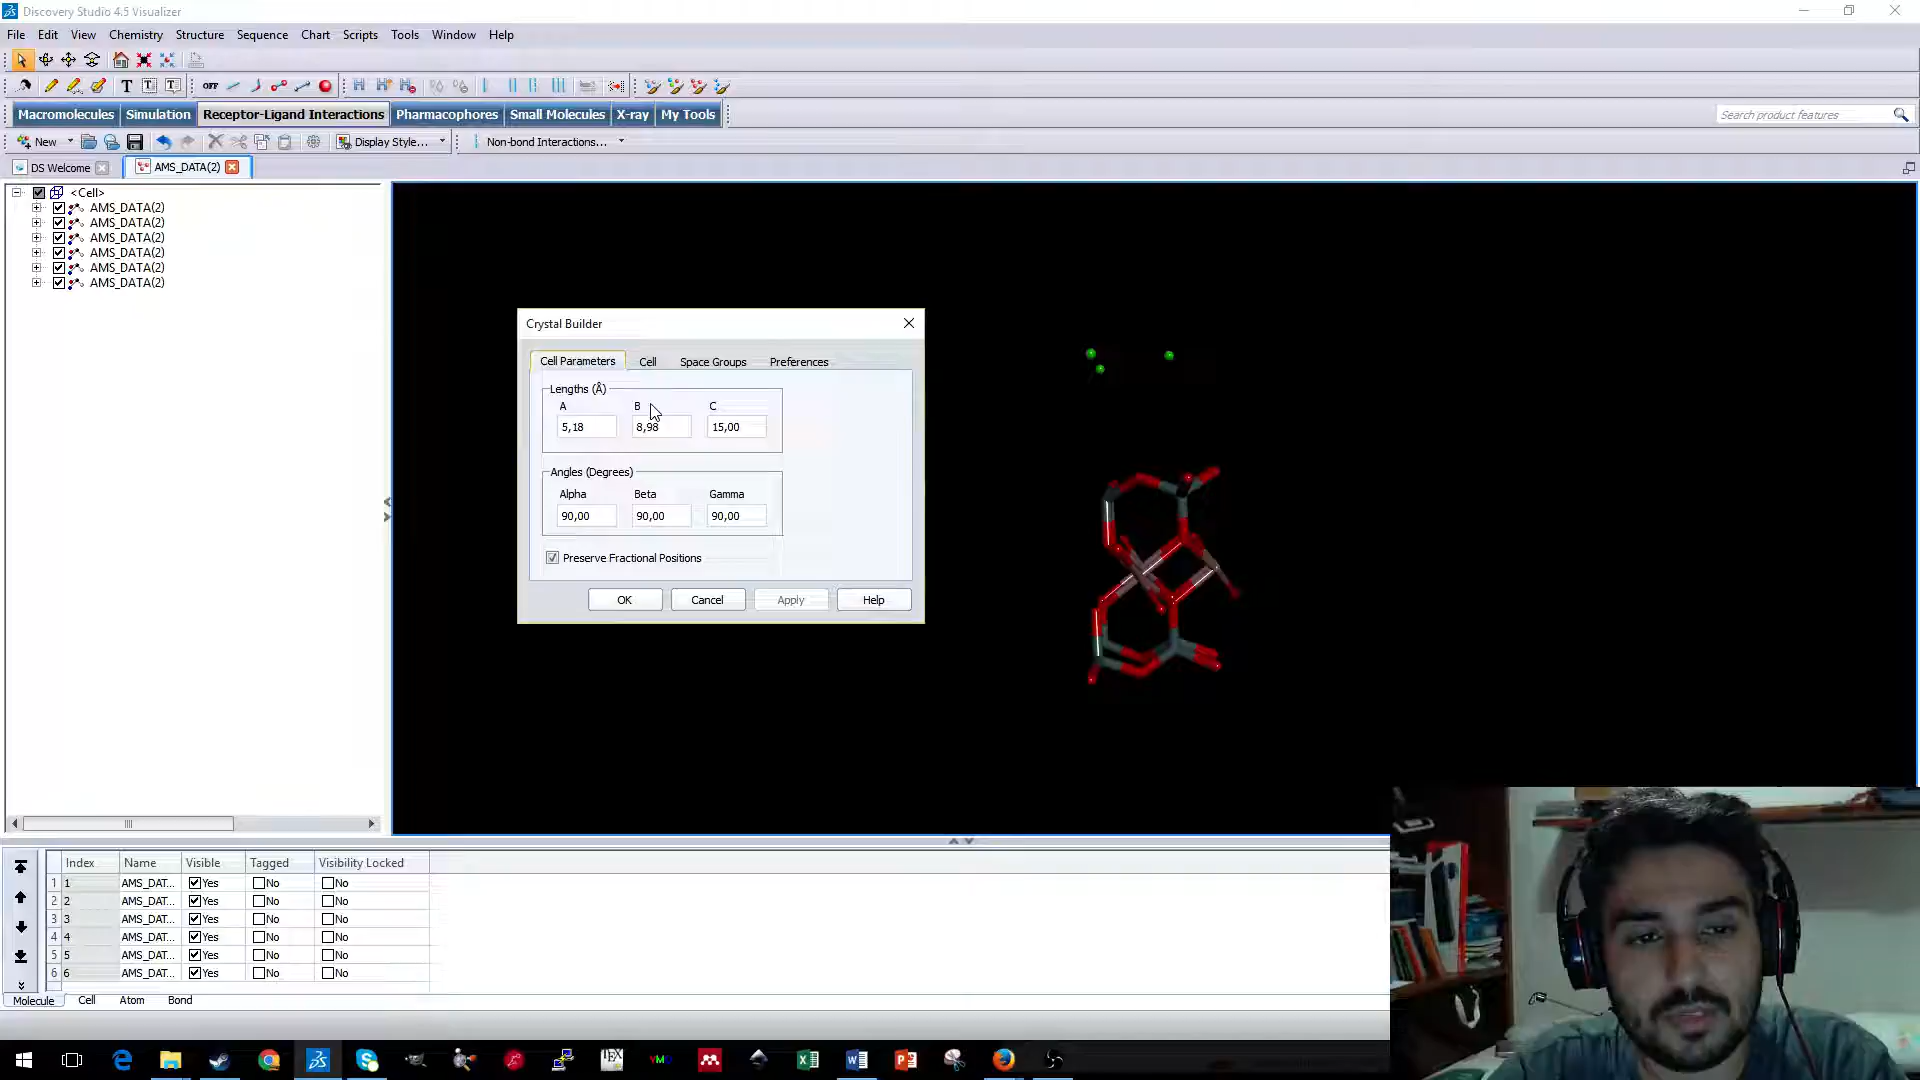 Discovery Studio 4.5 Visualizer
File Edit View Chemistry Structure Sequence Chart Scripts Tools Window Help
OFF
Macromolecules Simulation Receptor-Ligand Interactions Pharmacophores Small Molecules X-ray My Tools
Search product features
New Display Style... Non-bond Interactions...
DS Welcome AMS_DATA(2)
<Cell>
AMS_DATA(2)
AMS_DATA(2)
AMS_DATA(2)
AMS_DATA(2)
AMS_DATA(2)
AMS_DATA(2)
Crystal Builder
Cell Parameters Cell Space Groups Preferences
Lengths (Å)
A B C
5,18 8,98 15,00
Angles (Degrees)
Alpha Beta Gamma
90,00 90,00 90,00
Preserve Fractional Positions
OK Cancel Apply Help
Index Name Visible Tagged Visibility Locked
1 1 AMS_DAT... Yes No No
2 2 AMS_DAT... Yes No No
3 3 AMS_DAT... Yes No No
4 4 AMS_DAT... Yes No No
5 5 AMS_DAT... Yes No No
6 6 AMS_DAT... Yes No No
Molecule Cell Atom Bond